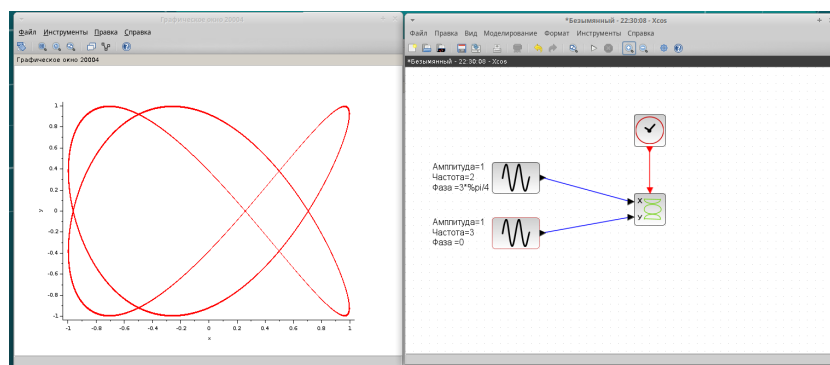 Графическое окно 20004
Файл Инструменты Правка Справка
Графическое окно 20004
1
0.8
0.6
0.4
0.2
0
-0.2
-0.4
-0.6
-0.8
-1
y
-1 -0.8 -0.6 -0.4 -0.2 0 0.2 0.4 0.6 0.8 1
x
*Безымянный - 22:30:08 - Xcos
Файл Правка Вид Моделирование Формат Инструменты Справка
*Безымянный - 22:30:08 - Xcos
Амплитуда=1
Частота=2
Фаза =3*%pi/4
Амплитуда=1
Частота=3
Фаза =0
X
y